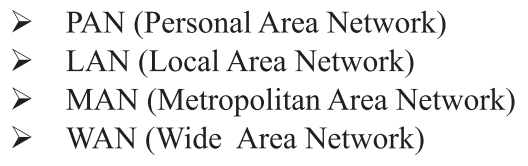 ➢ PAN (Personal Area Network)
➢ LAN (Local Area Network)
➢ MAN (Metropolitan Area Network)
➢ WAN (Wide Area Network)